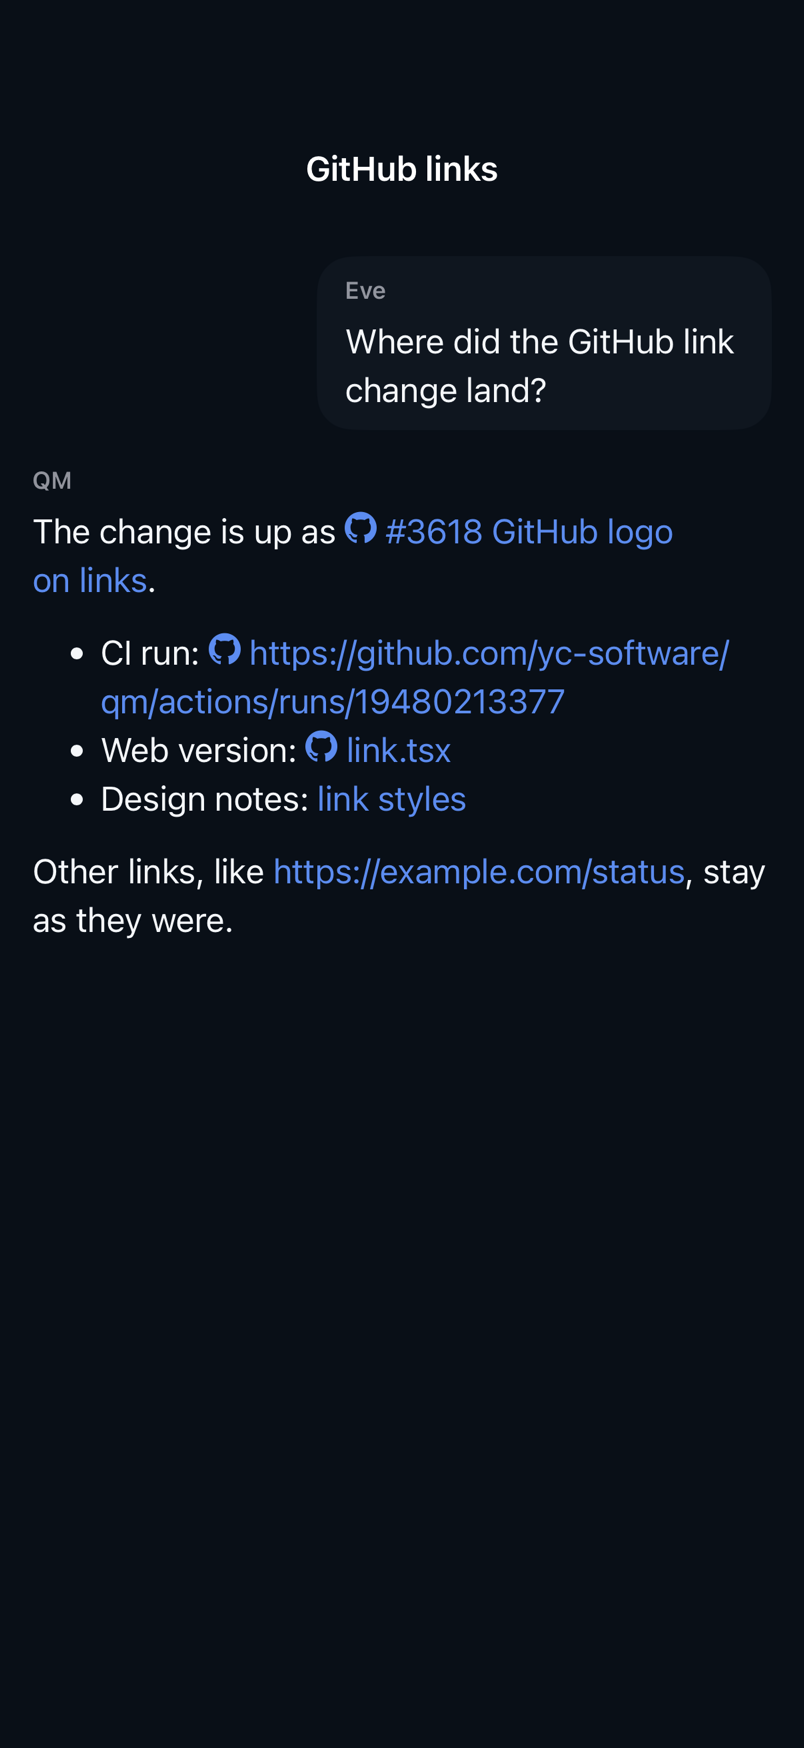 GitHub links
Eve
Where did the GitHub link
change land?
QM
The change is up as #3618 GitHub logo
on links.
• CI run: https://github.com/yc-software/
qm/actions/runs/19480213377
• Web version: link.tsx
• Design notes: link styles
Other links, like https://example.com/status, stay
as they were.